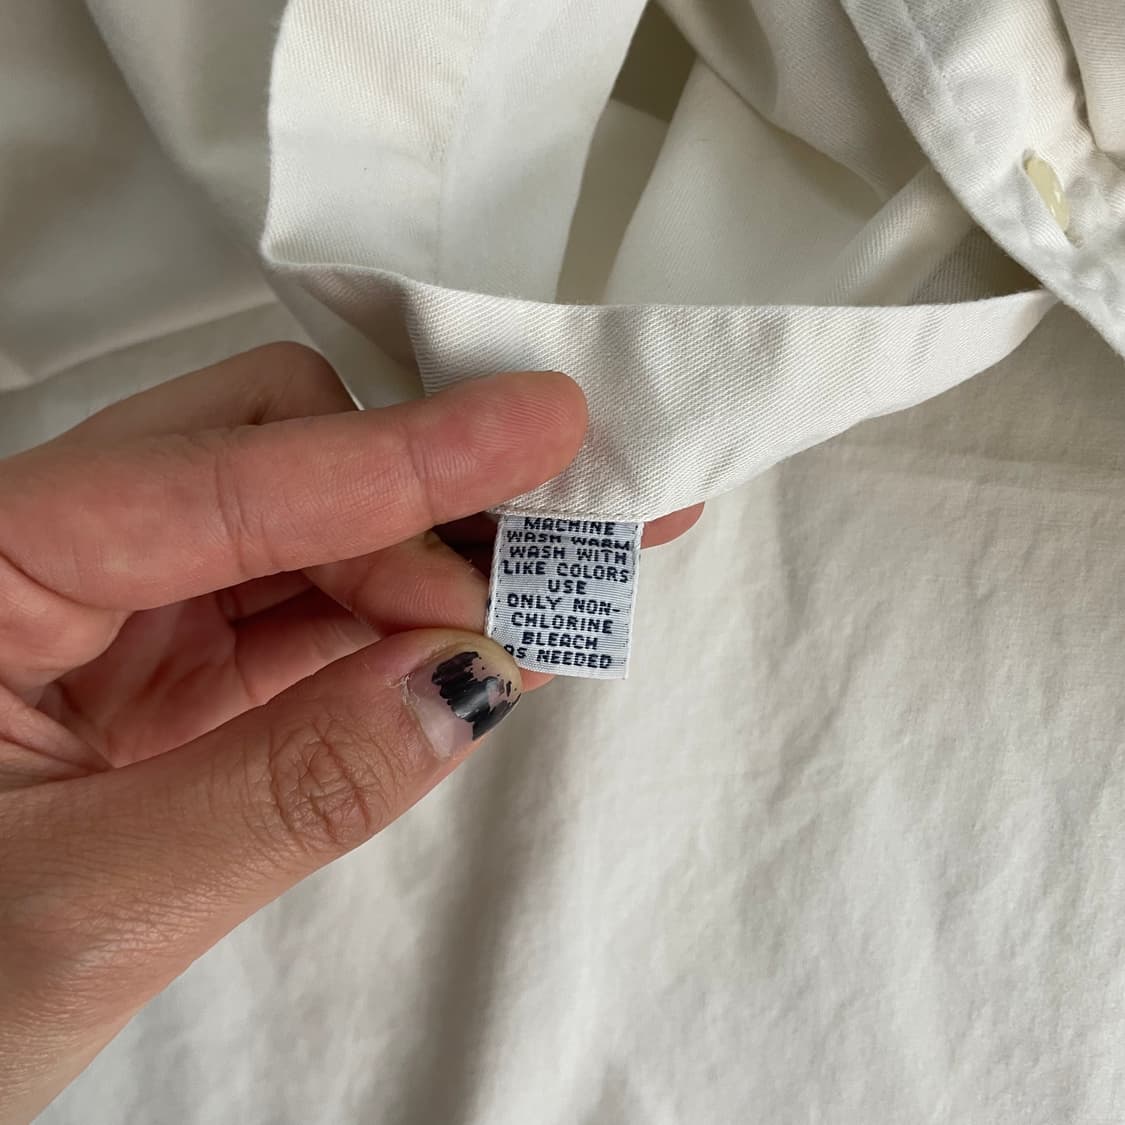 MACHINE
WASH WARM
WASH WITH
LIKE COLORS
USE
ONLY NON-
CHLORINE
BLEACH
AS NEEDED